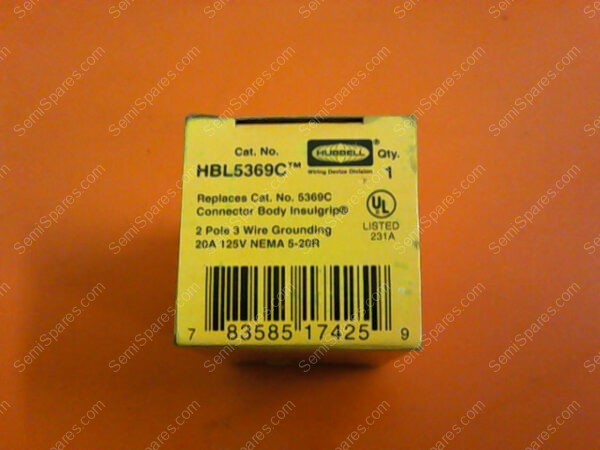 Cat. No.
HBL5369C™
HUBBELL®
Wiring Device Division
Qty.
1
Replaces Cat. No. 5369C
Connector Body Insulgrip®
2 Pole 3 Wire Grounding
20A 125V NEMA 5-20R
UL
LISTED
231A
7 83585 17425 9
SemiSpares.com